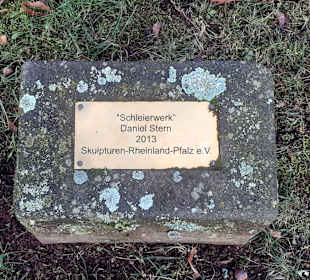 "Schleierwerk"
Daniel Stern
2013
Skulpturen-Rheinland-Pfalz e.V.